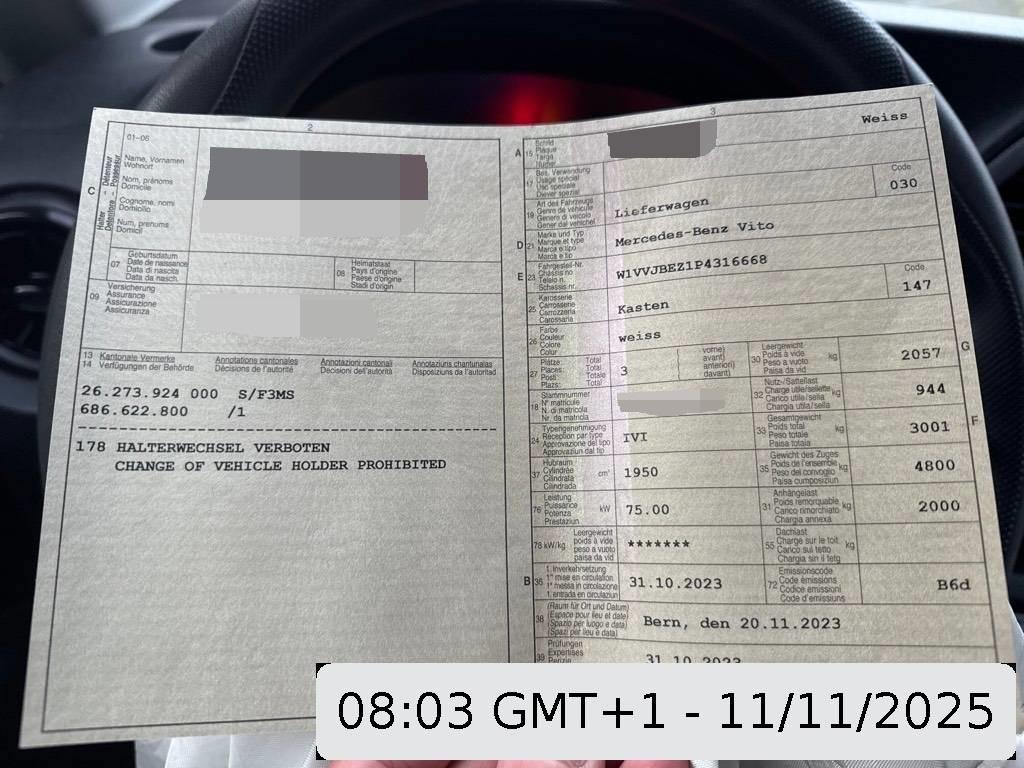 2
01-06
C
Halter Détenteur
Detentore - Possessur
Name, Vornamen
Wohnort
Nom, prénoms
Domicile
Cognome, nomi
Domicilio
Num, prenums
Domicil
07
Geburtsdatum
Date de naissance
Data di nascita
Data da nasch.
08
Heimatstaat
Pays d'origine
Paese d'origine
Stadi d'origin
09
Versicherung
Assurance
Assicurazione
Assicuranza
13 Kantonale Vermerke Annotations cantonales Annotazioni cantonali Annotaziuns chantunalas
14 Verfügungen der Behörde Décisions de l'autorité Decisioni dell'autorità Disposiziuns da l'autoritad
26.273.924 000 S/F3MS
686.622.800 /1
178 HALTERWECHSEL VERBOTEN
CHANGE OF VEHICLE HOLDER PROHIBITED
3
A 15
Schild
Plaque
Targa
Numer
Weiss
17
Bes. Verwendung
Usage spécial
Uso speciale
Diever spezial
19
Art des Fahrzeugs
Genre de véhicule
Genere di veicolo
Gener dal vehichel
Lieferwagen
Code
030
D 21
Marke und Typ
Marque et type
Marca e tipo
Marca e tip
Mercedes-Benz Vito
E 23
Fahrgestell-Nr.
Châssis no
Telaio n.
Schassis nr.
W1VVJBEZ1P4316668
25
Karosserie
Carrosserie
Carrozzeria
Carossaria
Kasten
Code
147
26
Farbe
Couleur
Colore
Colur
weiss
27
Plätze: Total
Places: Total
Posti: Totale
Plazs: Total
3
vorne)
avant)
anteriori)
davant)
30
Leergewicht
Poids à vide
Peso a vuoto
Paisa da vid
kg
2057
G
18
Stammnummer
N° matricule
N. di matricola
Nr. da matricla
32
Nutz-/Sattellast
Charge utile/sellette
Carico utile/sella
Chargia utila/sella
kg
944
24
Typengenehmigung
Réception par type
Approvazione del tipo
Approvaziun dal tip
IVI
33
Gesamtgewicht
Poids total
Peso totale
Paisa totala
kg
3001
F
37
Hubraum
Cylindrée
Cilindrata
Cilindrada
cm³
1950
35
Gewicht des Zuges
Poids de l'ensemble
Peso del convoglio
Paisa cumposiziun
kg
4800
76
Leistung
Puissance
Potenza
Prestaziun
kW
75.00
31
Anhängelast
Poids remorquable
Carico rimorchiato
Chargia annexa
kg
2000
78 kW/kg
Leergewicht
poids à vide
peso a vuoto
paisa da vid
*******
55
Dachlast
Charge sur le toit
Carico sul tetto
Chargia sin il tetg
kg
B 36
1. Inverkehrsetzung
1re mise en circulation
1a messa in circolazione
1. entrada en circulaziun
31.10.2023
72
Emissionscode
Code émissions
Codice emissioni
Code d'emissiuns
B6d
38
(Raum für Ort und Datum)
(Espace pour lieu et date)
(Spazio per luogo e data)
(Spazi per lieu e data)
Bern, den 20.11.2023
39
Prüfungen
Expertises
Perizie
31.10.2023
08:03 GMT+1 - 11/11/2025